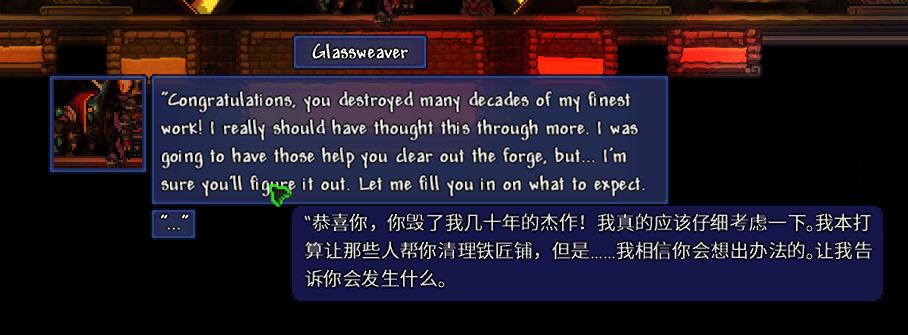 Glassweaver
"Congratulations, you destroyed many decades of my finest
work! I really should have thought this through more. I was
going to have those help you clear out the forge, but... I'm
sure you'll figure it out. Let me fill you in on what to expect.
"..."
"恭喜你，你毁了我几十年的杰作！我真的应该仔细考虑一下。我本打
算让那些人帮你清理铁匠铺，但是......我相信你会想出办法的。让我告
诉你会发生什么。